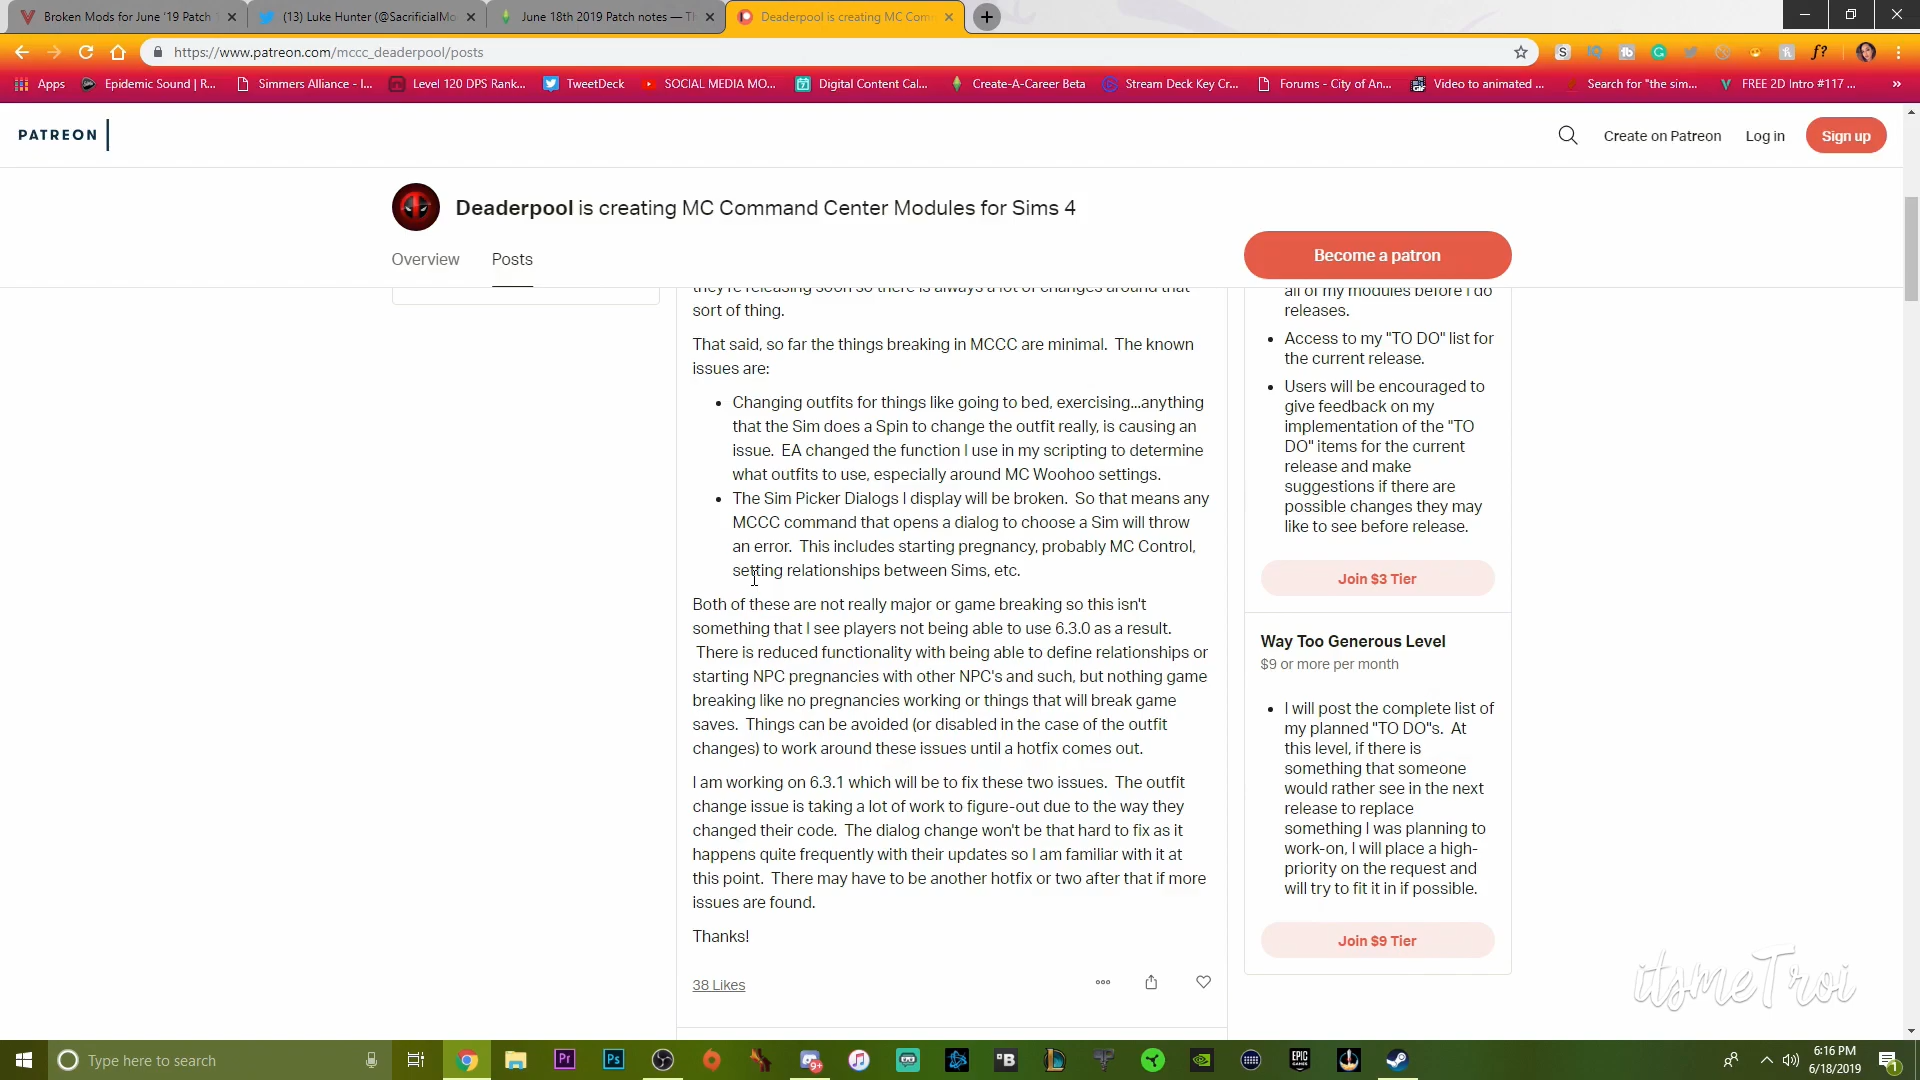 Broken Mods for June '19 Patch
(13) Luke Hunter (@SacrificialMo
June 18th 2019 Patch notes — Th
Deaderpool is creating MC Com
https://www.patreon.com/mccc_deaderpool/posts
Apps
Epidemic Sound | R...
Simmers Alliance - I...
Level 120 DPS Rank...
TweetDeck
SOCIAL MEDIA MO...
Digital Content Cal...
Create-A-Career Beta
Stream Deck Key Cr...
Forums - City of An...
Video to animated ...
Search for "the sim...
FREE 2D Intro #117 ...
»
PATREON
Create on Patreon
Log in
Sign up
Deaderpool is creating MC Command Center Modules for Sims 4
Overview
Posts
Become a patron
they're releasing soon so there is always a lot of changes around that
sort of thing.
That said, so far the things breaking in MCCC are minimal. The known
issues are:
• Changing outfits for things like going to bed, exercising...anything
that the Sim does a Spin to change the outfit really, is causing an
issue. EA changed the function I use in my scripting to determine
what outfits to use, especially around MC Woohoo settings.
• The Sim Picker Dialogs I display will be broken. So that means any
MCCC command that opens a dialog to choose a Sim will throw
an error. This includes starting pregnancy, probably MC Control,
setting relationships between Sims, etc.
Both of these are not really major or game breaking so this isn't
something that I see players not being able to use 6.3.0 as a result.
There is reduced functionality with being able to define relationships or
starting NPC pregnancies with other NPC's and such, but nothing game
breaking like no pregnancies working or things that will break game
saves. Things can be avoided (or disabled in the case of the outfit
changes) to work around these issues until a hotfix comes out.
I am working on 6.3.1 which will be to fix these two issues. The outfit
change issue is taking a lot of work to figure-out due to the way they
changed their code. The dialog change won't be that hard to fix as it
happens quite frequently with their updates so I am familiar with it at
this point. There may have to be another hotfix or two after that if more
issues are found.
Thanks!
38 Likes
all of my modules before I do
releases.
• Access to my "TO DO" list for
the current release.
• Users will be encouraged to
give feedback on my
implementation of the "TO
DO" items for the current
release and make
suggestions if there are
possible changes they may
like to see before release.
Join $3 Tier
Way Too Generous Level
$9 or more per month
• I will post the complete list of
my planned "TO DO"s. At
this level, if there is
something that someone
would rather see in the next
release to replace
something I was planning to
work-on, I will place a high-
priority on the request and
will try to fit it in if possible.
Join $9 Tier
itsmeTroi
Type here to search
6:16 PM
6/18/2019